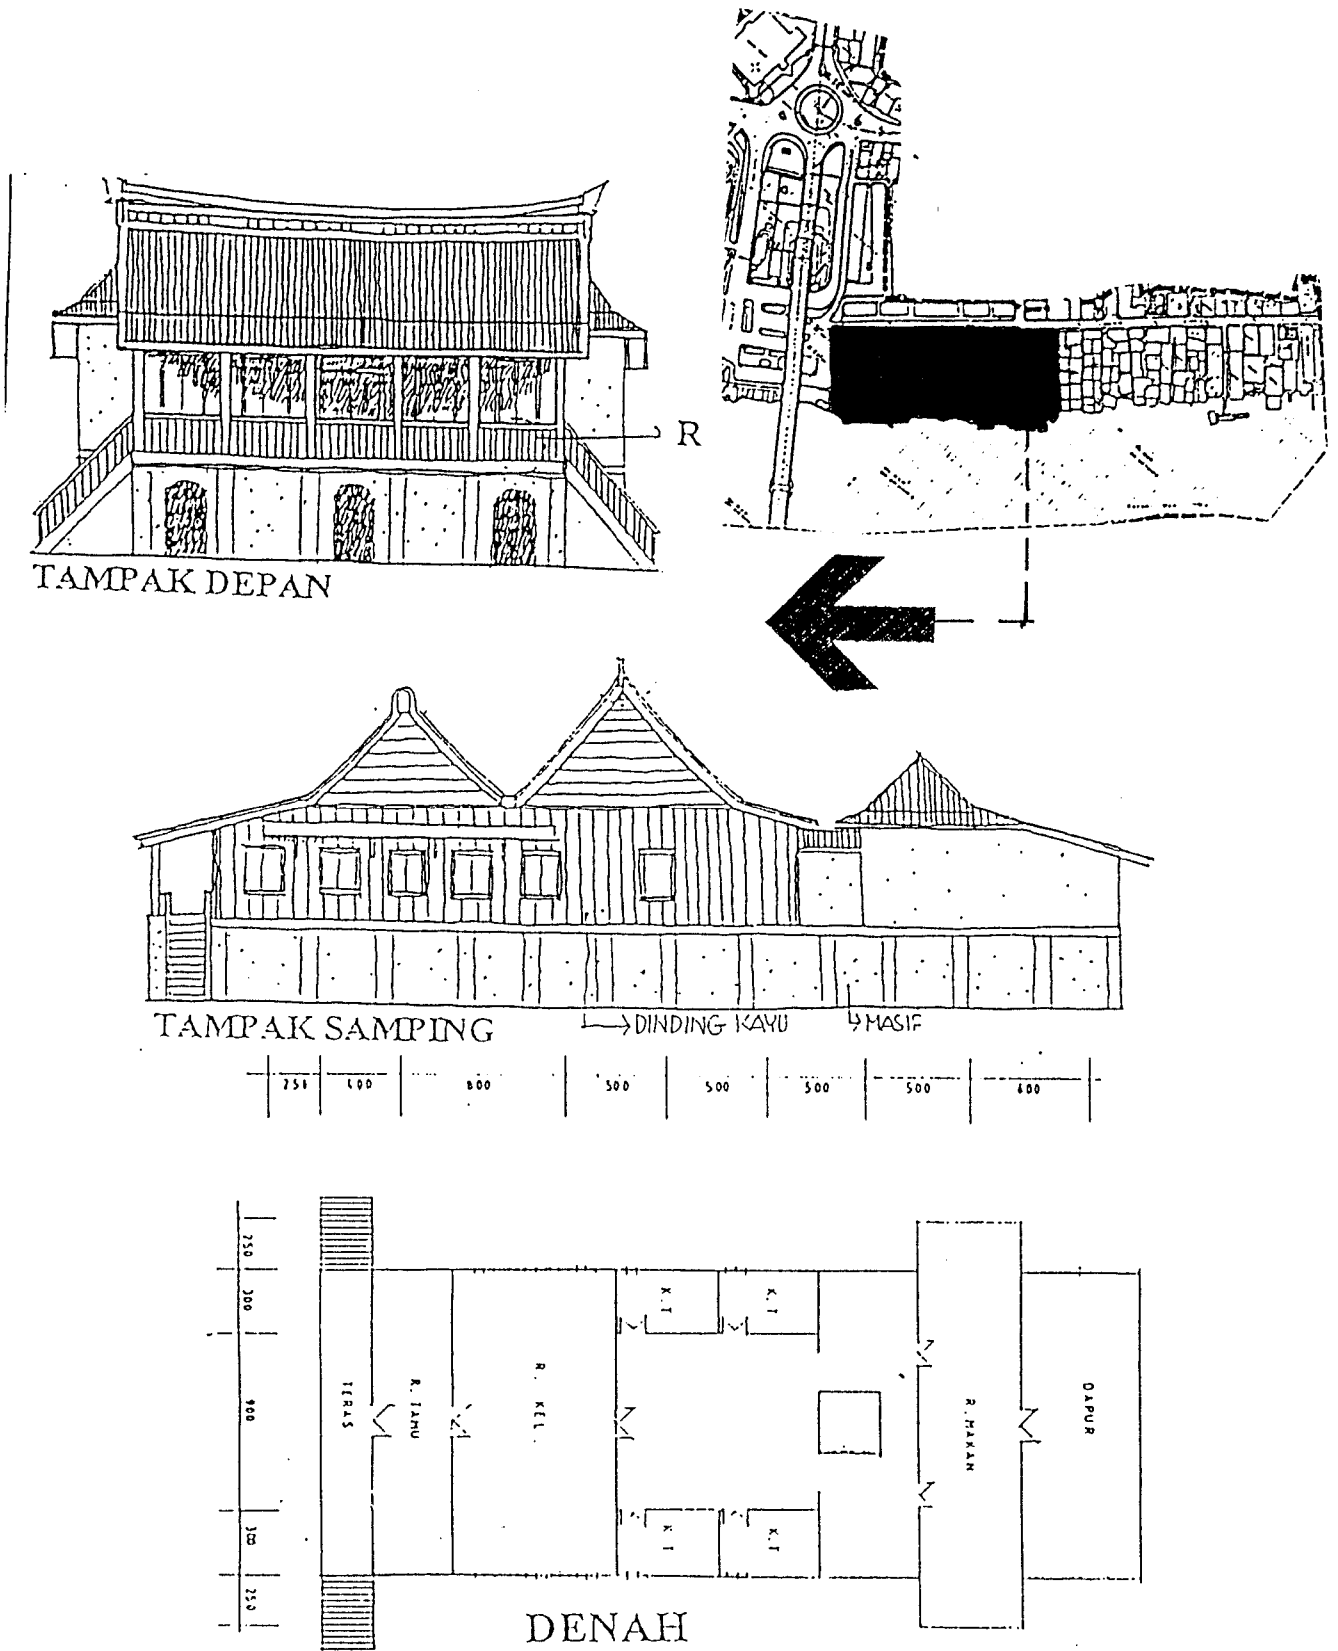 R
TAMPAK DEPAN
TAMPAK SAMPING
DINDING KAYU
MASIF
250 400 800 500 500 500 500 600
250
300
900
300
250
TERAS
R. TAMU
R. KEL.
K.T
K.T
K.T
K.T
R.MAKAN
DAPUR
DENAH